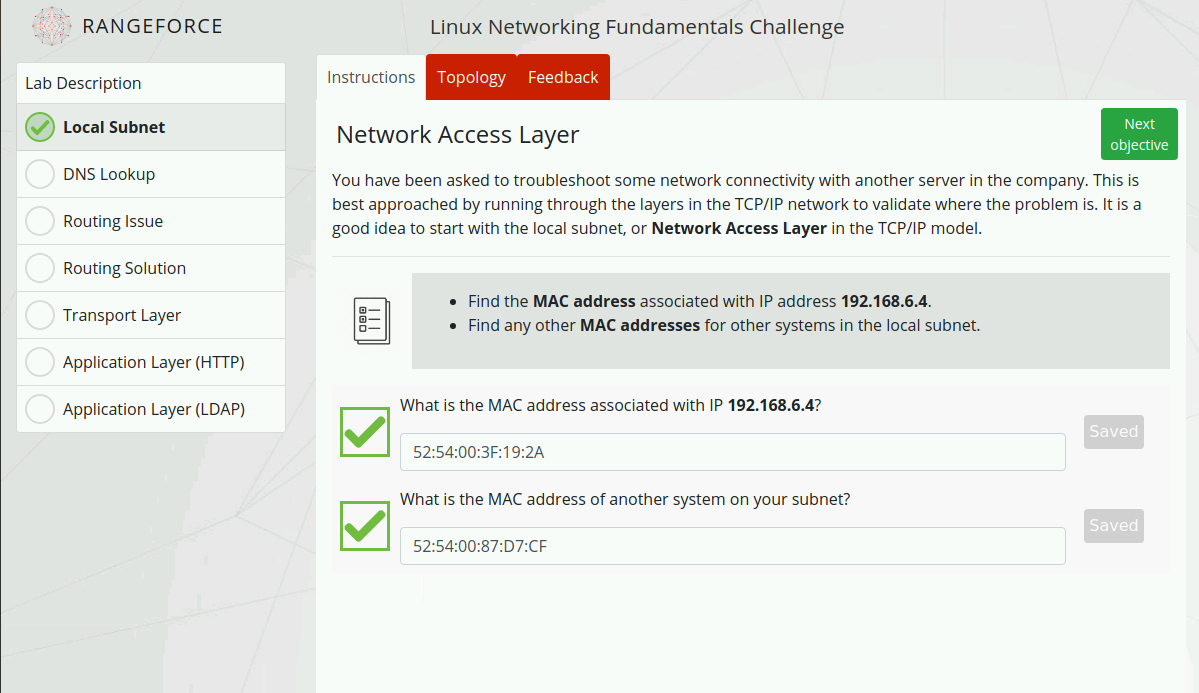 RANGEFORCE
Linux Networking Fundamentals Challenge
Lab Description
Local Subnet
DNS Lookup
Routing Issue
Routing Solution
Transport Layer
Application Layer (HTTP)
Application Layer (LDAP)
Instructions
Topology
Feedback
Network Access Layer
Next
objective
You have been asked to troubleshoot some network connectivity with another server in the company. This is
best approached by running through the layers in the TCP/IP network to validate where the problem is. It is a
good idea to start with the local subnet, or Network Access Layer in the TCP/IP model.
• Find the MAC address associated with IP address 192.168.6.4.
• Find any other MAC addresses for other systems in the local subnet.
What is the MAC address associated with IP 192.168.6.4?
52:54:00:3F:19:2A
Saved
What is the MAC address of another system on your subnet?
52:54:00:87:D7:CF
Saved